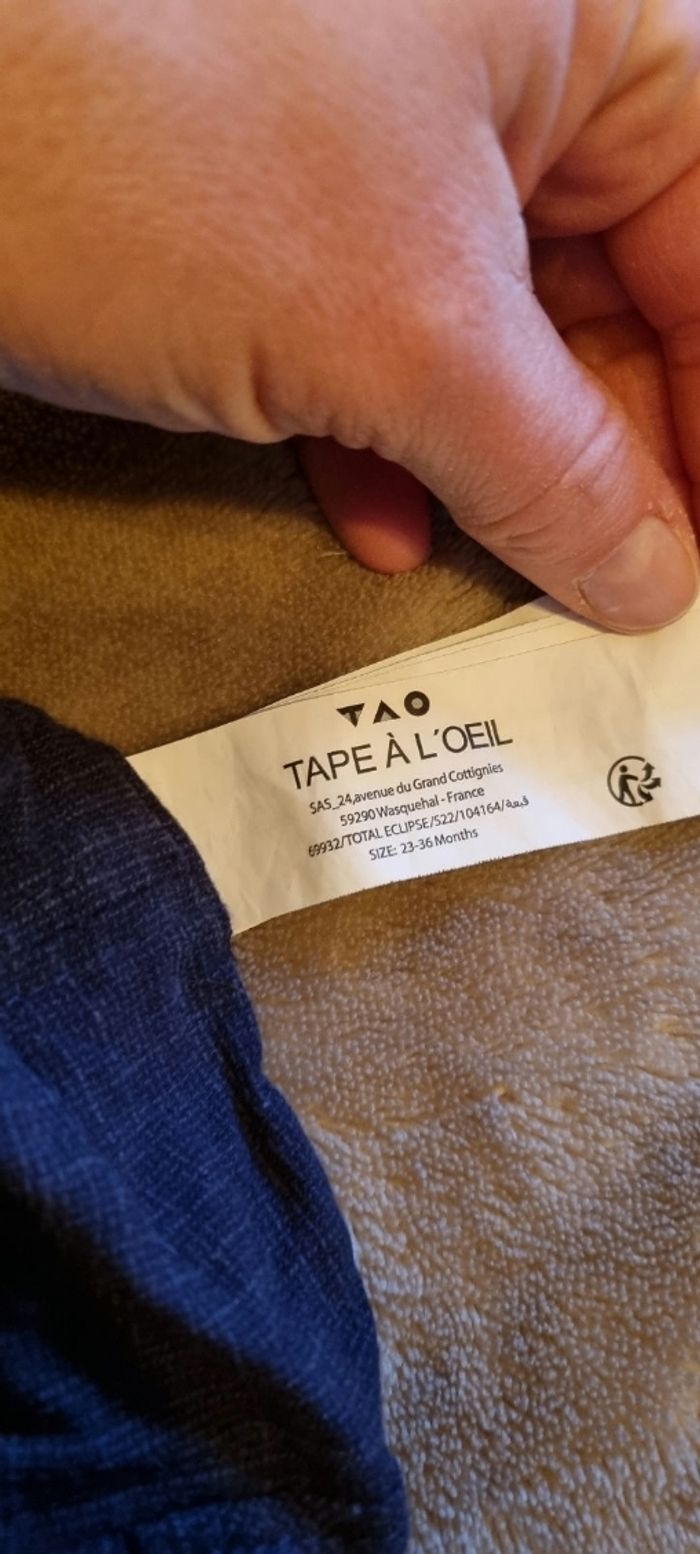 TAO
TAPE À L'OEIL
SAS_24,avenue du Grand Cottignies
59290 Wasquehal - France
69932/TOTAL ECLIPSE/S22/104164/قبعة
SIZE: 23-36 Months